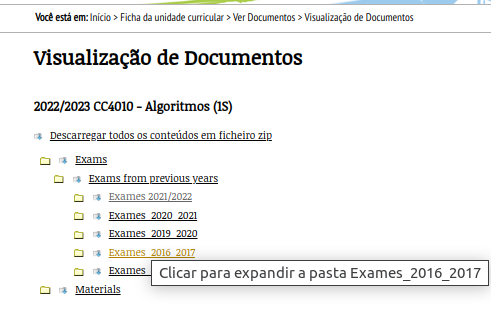 Você está em: Início > Ficha da unidade curricular > Ver Documentos > Visualização de Documentos
Visualização de Documentos
2022/2023 CC4010 - Algoritmos (1S)
Descarregar todos os conteúdos em ficheiro zip
Exams
Exams from previous years
Exames 2021/2022
Exames_2020_2021
Exames_2019_2020
Exames_2016_2017
Exames_
Clicar para expandir a pasta Exames_2016_2017
Materials